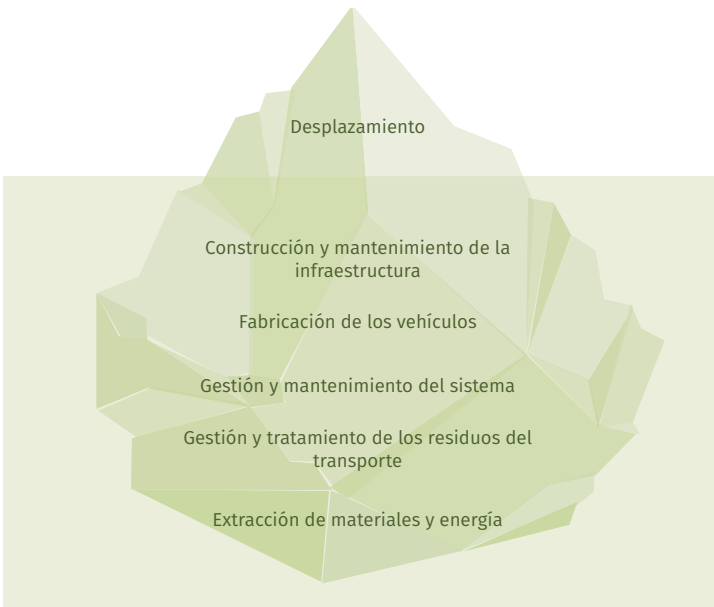 Desplazamiento
Construcción y mantenimiento de la
infraestructura
Fabricación de los vehículos
Gestión y mantenimiento del sistema
Gestión y tratamiento de los residuos del
transporte
Extracción de materiales y energía